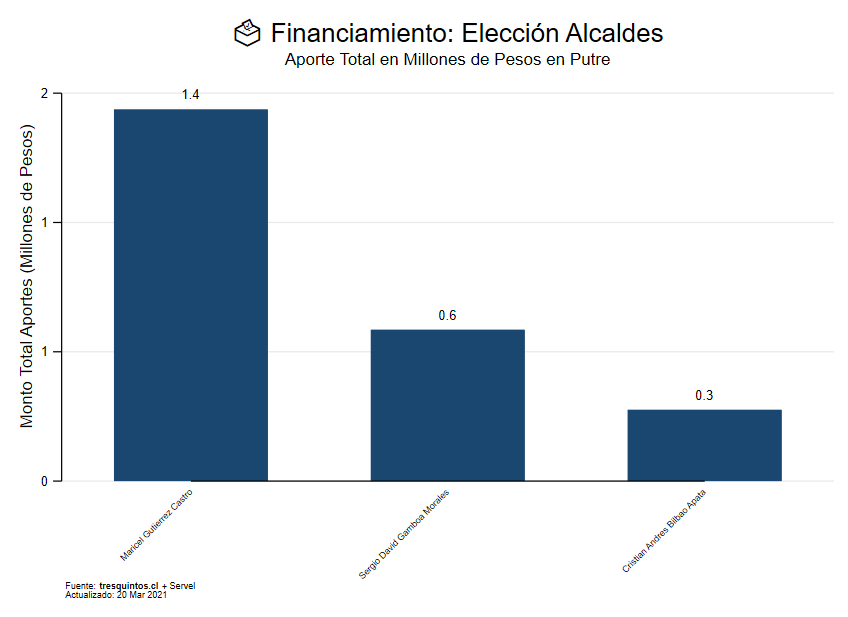 Financiamiento: Elección Alcaldes
Aporte Total en Millones de Pesos en Putre
Monto Total Aportes (Millones de Pesos)
2
1
1
0
1.4
0.6
0.3
Maricel Gutierrez Castro
Sergio David Gamboa Morales
Cristian Andres Bilbao Apata
Fuente: tresquintos.cl + Servel
Actualizado: 20 Mar 2021